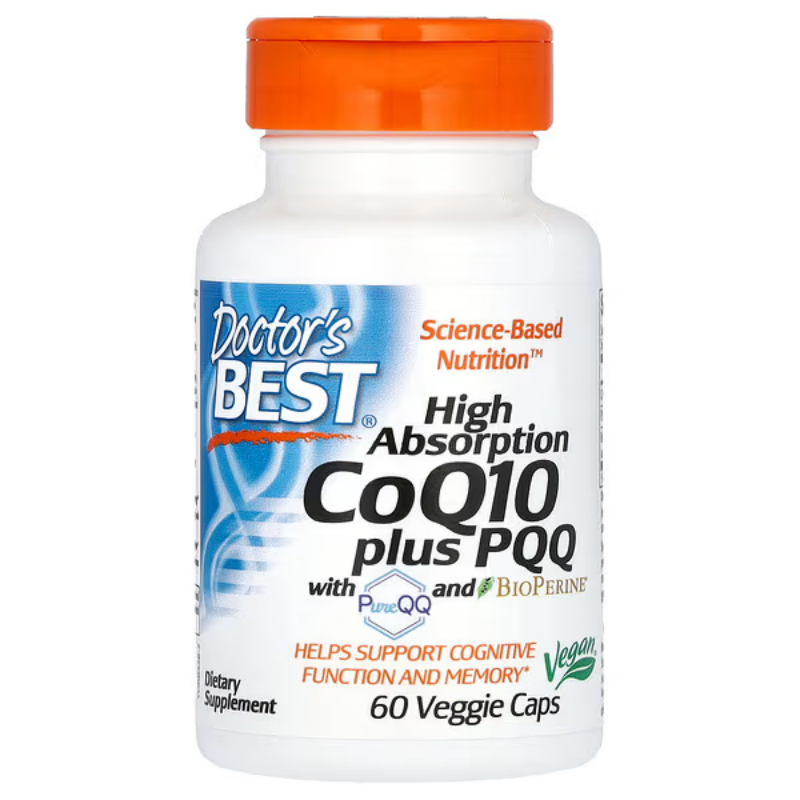 Doctor's
BEST®
Science-Based
Nutrition™
High
Absorption
CoQ10
plus PQQ
with PureQQ and BIOPERINE®
HELPS SUPPORT COGNITIVE
FUNCTION AND MEMORY*
Vegan
Dietary
Supplement
60 Veggie Caps